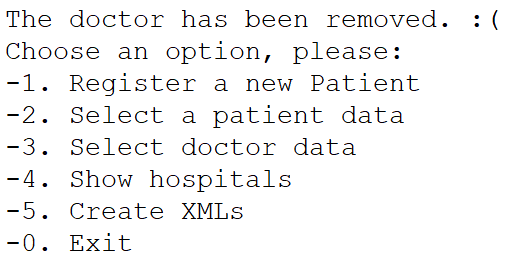 The doctor has been removed. :(
Choose an option, please:
-1. Register a new Patient
-2. Select a patient data
-3. Select doctor data
-4. Show hospitals
-5. Create XMLs
-0. Exit